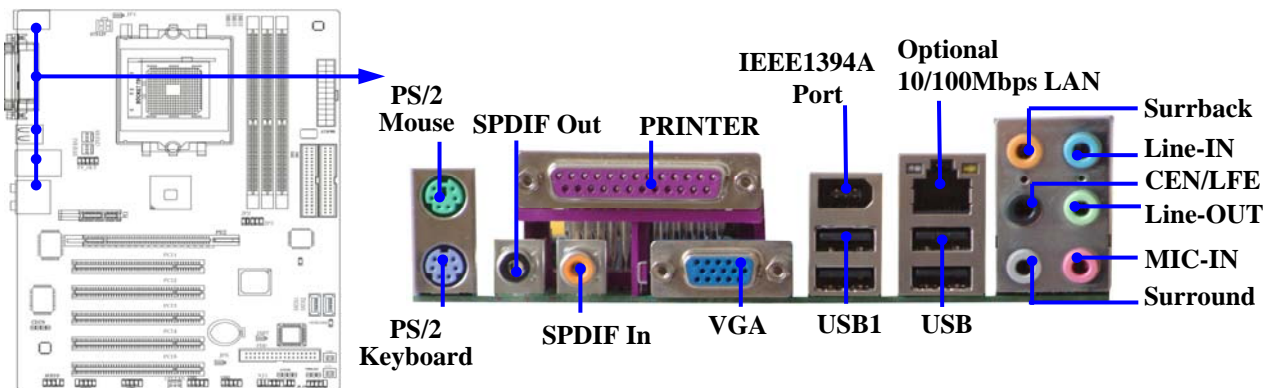 PS/2
Mouse
SPDIF Out
PRINTER
IEEE1394A
Port
Optional
10/100Mbps LAN
Surrback
Line-IN
CEN/LFE
Line-OUT
MIC-IN
Surround
PS/2
Keyboard
SPDIF In
VGA
USB1
USB